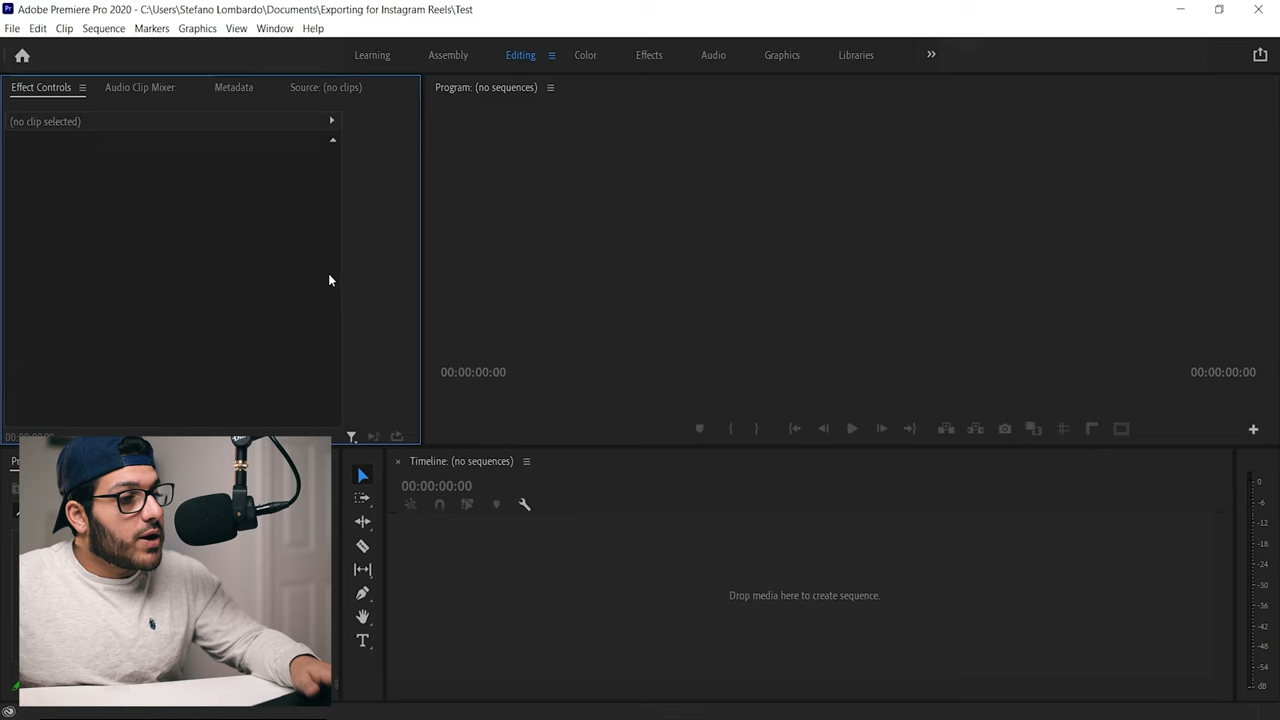 Adobe Premiere Pro 2020 - C:\Users\Stefano Lombardo\Documents\Exporting for Instagram Reels\Test
File Edit Clip Sequence Markers Graphics View Window Help
Learning Assembly Editing Color Effects Audio Graphics Libraries
Effect Controls Audio Clip Mixer: Metadata Source: (no clips) Program: (no sequences)
(no clip selected)
00:00:00:00 00:00:00:00
Timeline: (no sequences)
00:00:00:00
Drop media here to create sequence.
0
-6
-12
-18
-24
-30
-36
-42
-48
-54
dB